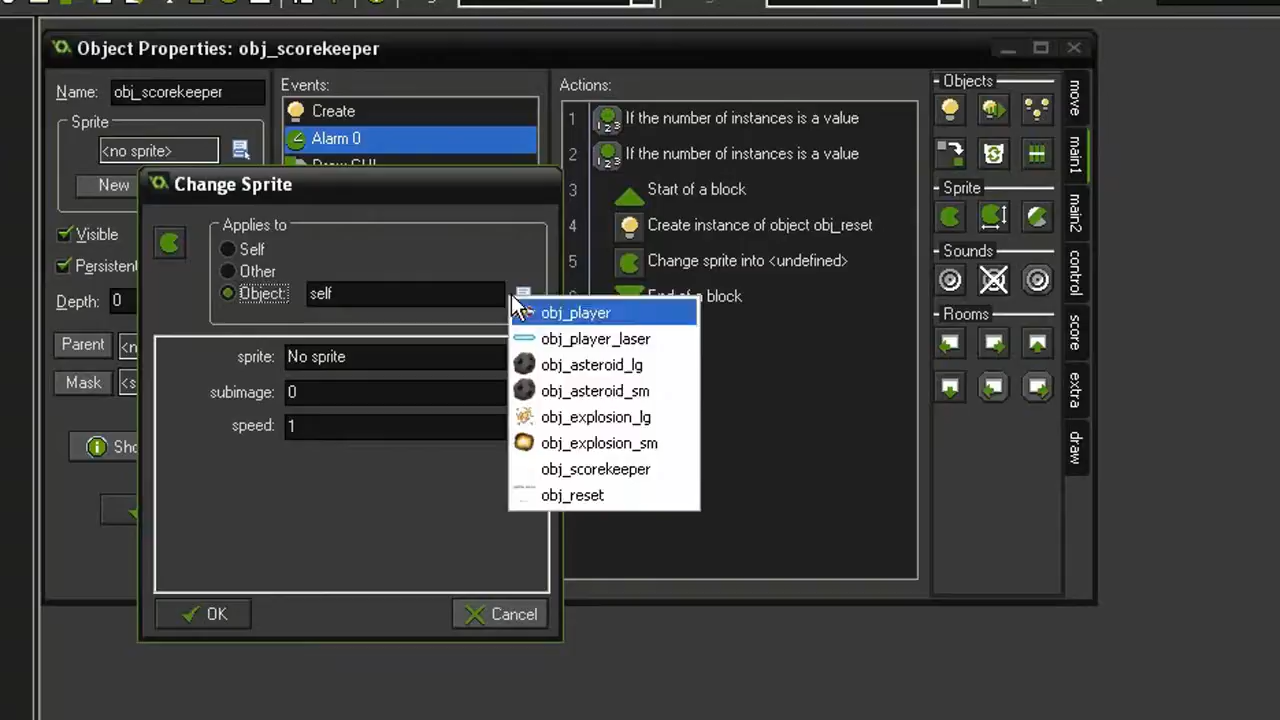 Object Properties: obj_scorekeeper
Name: obj_scorekeeper
Sprite
<no sprite>
New
Visible
Persistent
Depth: 0
Parent
Mask
Sho
Events:
Create
Alarm 0
Actions:
1 If the number of instances is a value
2 If the number of instances is a value
3 Start of a block
4 Create instance of object obj_reset
5 Change sprite into <undefined>
End of a block
Objects
Sprite
Sounds
Rooms
move
main1
main2
control
score
extra
draw
Change Sprite
Applies to
Self
Other
Object: self
sprite: No sprite
subimage: 0
speed: 1
OK
Cancel
obj_player
obj_player_laser
obj_asteroid_lg
obj_asteroid_sm
obj_explosion_lg
obj_explosion_sm
obj_scorekeeper
obj_reset